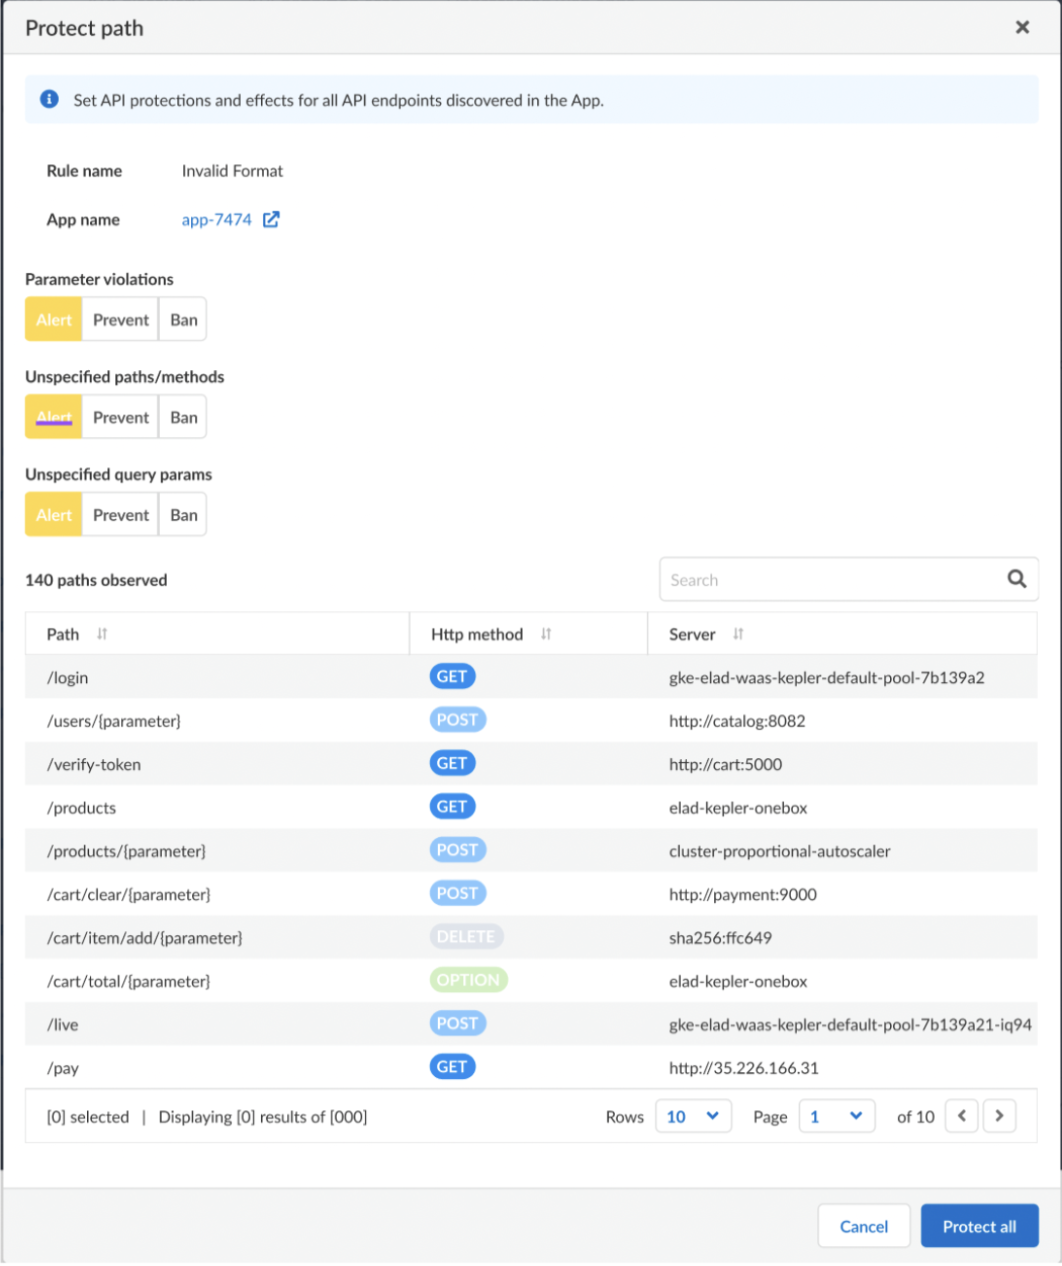 Protect path
Set API protections and effects for all API endpoints discovered in the App.
Rule name Invalid Format
App name app-7474
Parameter violations
Alert Prevent Ban
Unspecified paths/methods
Alert Prevent Ban
Unspecified query params
Alert Prevent Ban
140 paths observed Search
Path Http method Server
/login GET gke-elad-waas-kepler-default-pool-7b139a2
/users/{parameter} POST http://catalog:8082
/verify-token GET http://cart:5000
/products GET elad-kepler-onebox
/products/{parameter} POST cluster-proportional-autoscaler
/cart/clear/{parameter} POST http://payment:9000
/cart/item/add/{parameter} DELETE sha256:ffc649
/cart/total/{parameter} OPTION elad-kepler-onebox
/live POST gke-elad-waas-kepler-default-pool-7b139a21-iq94
/pay GET http://35.226.166.31
[0] selected | Displaying [0] results of [000] Rows 10 Page 1 of 10
Cancel Protect all